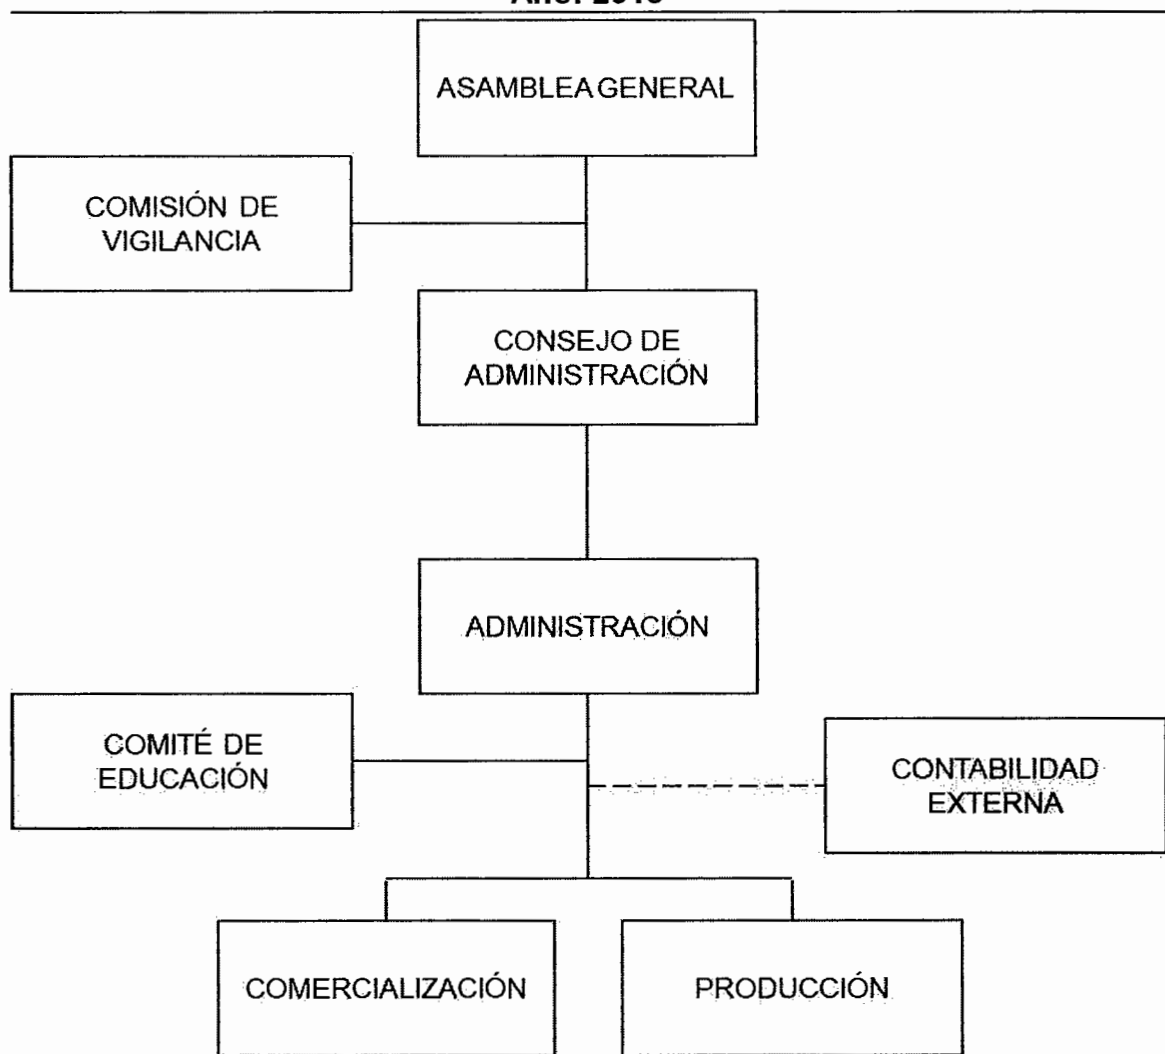 ASAMBLEA GENERAL
COMISIÓN DE
VIGILANCIA
CONSEJO DE
ADMINISTRACIÓN
ADMINISTRACIÓN
COMITÉ DE
EDUCACIÓN
CONTABILIDAD
EXTERNA
COMERCIALIZACIÓN
PRODUCCIÓN